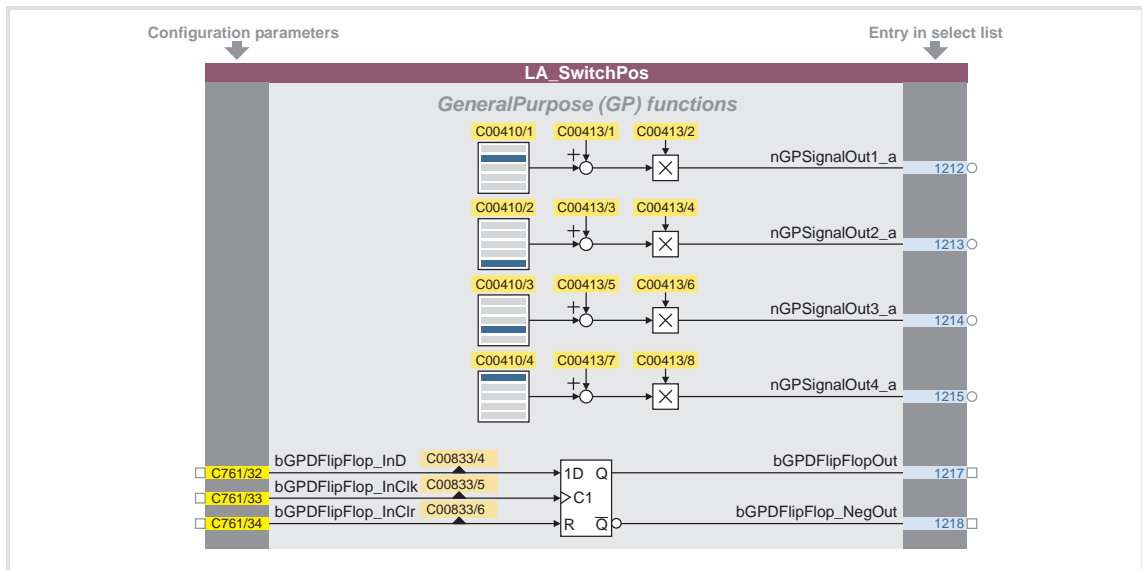 Configuration parameters Entry in select list
LA_SwitchPos
GeneralPurpose (GP) functions
C00410/1 C00413/1 C00413/2
+ × nGPSignalOut1_a 1212
C00410/2 C00413/3 C00413/4
+ × nGPSignalOut2_a 1213
C00410/3 C00413/5 C00413/6
+ × nGPSignalOut3_a 1214
C00410/4 C00413/7 C00413/8
+ × nGPSignalOut4_a 1215
bGPDFlipFlop_InD C00833/4 bGPDFlipFlopOut
C761/32 1D Q 1217
bGPDFlipFlop_InClk C00833/5
C761/33 C1
bGPDFlipFlop_InClr C00833/6 bGPDFlipFlop_NegOut
C761/34 R Q̅ 1218